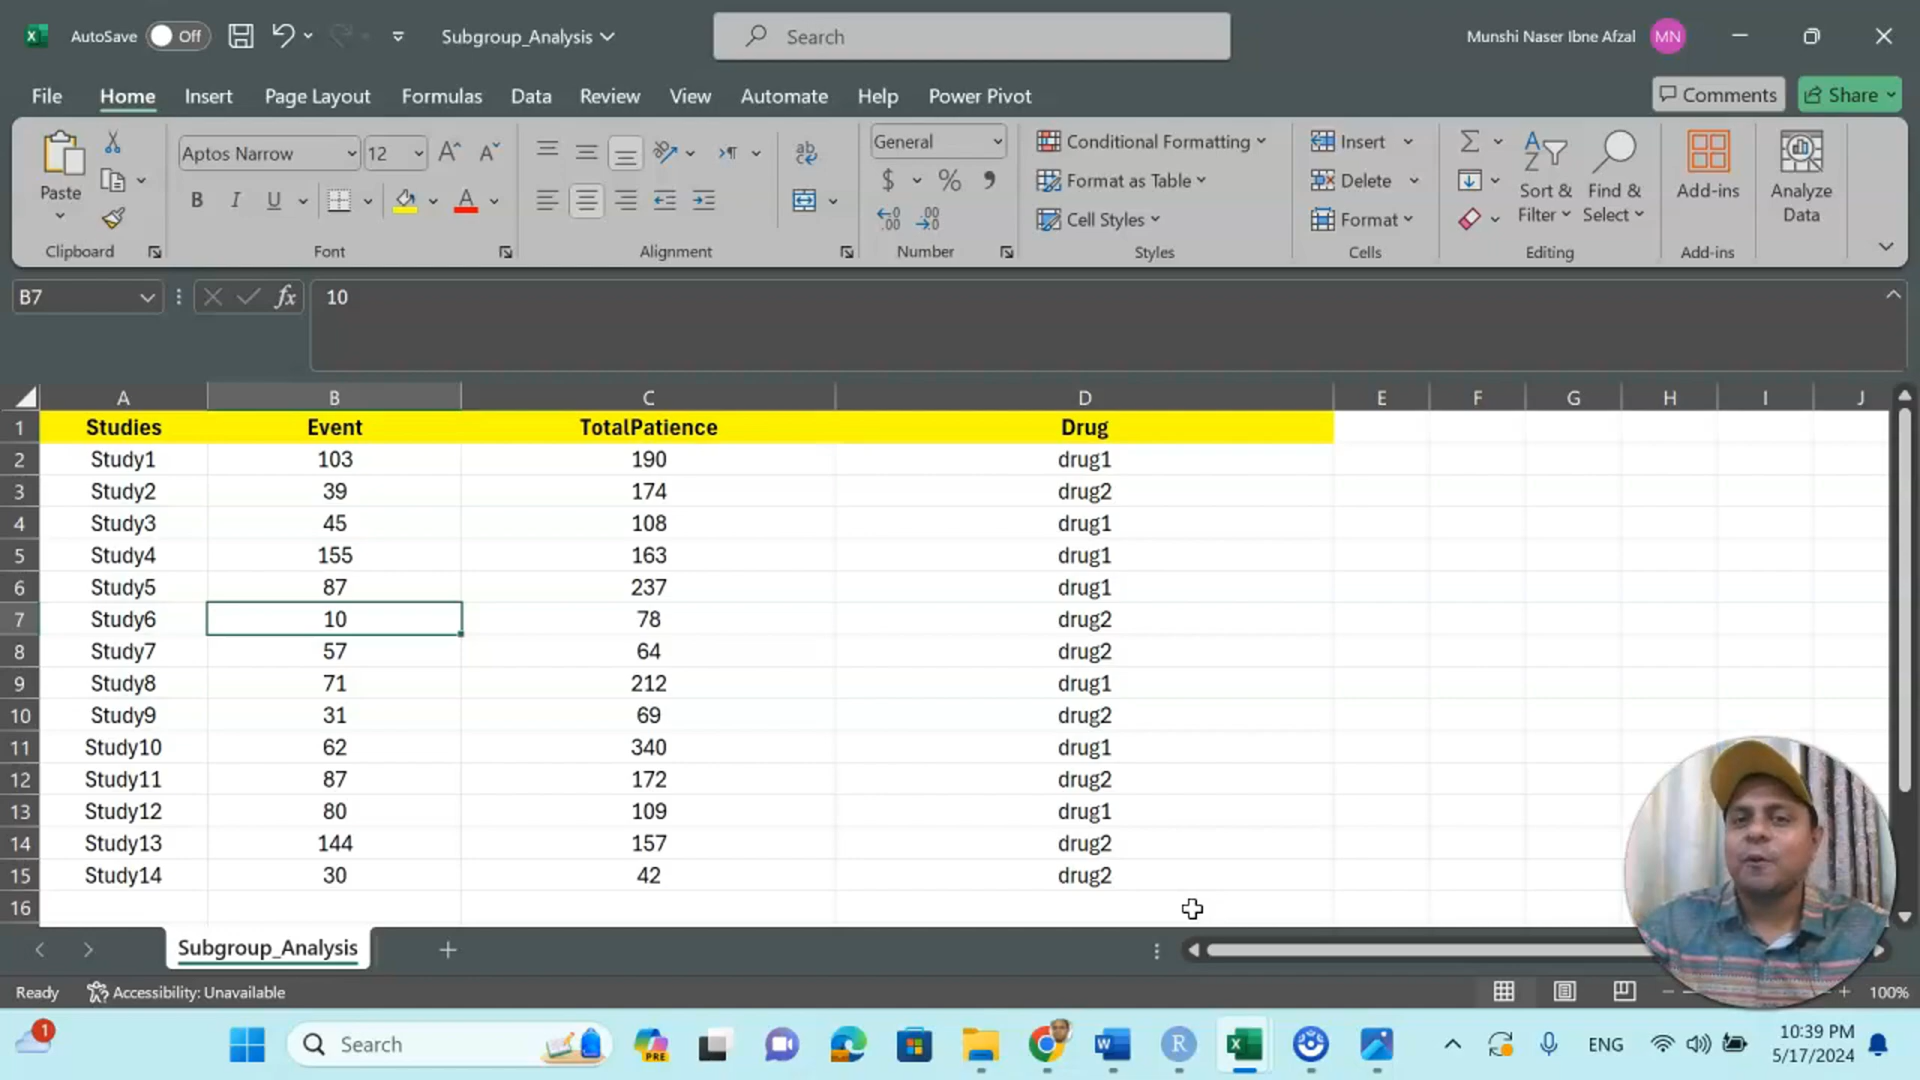 AutoSave Off Subgroup_Analysis Search Munshi Naser Ibne Afzal MN
File Home Insert Page Layout Formulas Data Review View Automate Help Power Pivot Comments Share
Paste
Clipboard
Aptos Narrow 12
B I U
Font
Alignment
General
Number
Conditional Formatting
Format as Table
Cell Styles
Styles
Insert
Delete
Format
Cells
Sort & Filter
Find & Select
Editing
Add-ins
Add-ins
Analyze Data
B7 fx 10
A B C D E F G H I J
1 Studies Event TotalPatience Drug
2 Study1 103 190 drug1
3 Study2 39 174 drug2
4 Study3 45 108 drug1
5 Study4 155 163 drug1
6 Study5 87 237 drug1
7 Study6 10 78 drug2
8 Study7 57 64 drug2
9 Study8 71 212 drug1
10 Study9 31 69 drug2
11 Study10 62 340 drug1
12 Study11 87 172 drug2
13 Study12 80 109 drug1
14 Study13 144 157 drug2
15 Study14 30 42 drug2
16
Subgroup_Analysis
Ready Accessibility: Unavailable 100%
1 Search PRE ENG 10:39 PM
5/17/2024